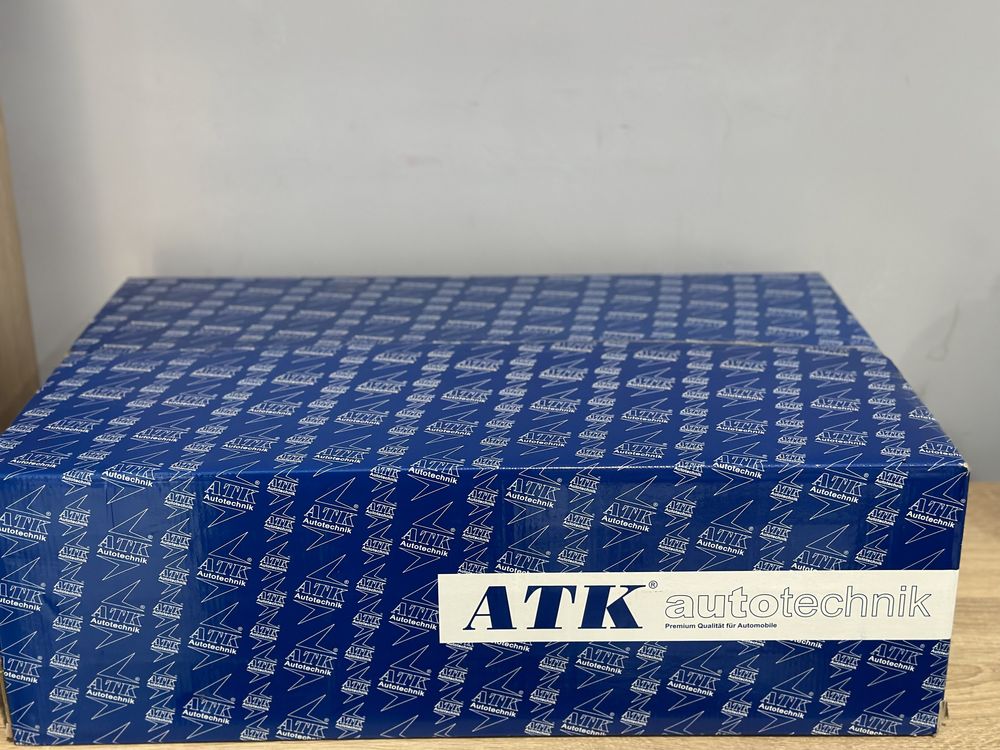 ATK® autotechnik
Premium Qualität für Automobile
ATK®
Autotechnik